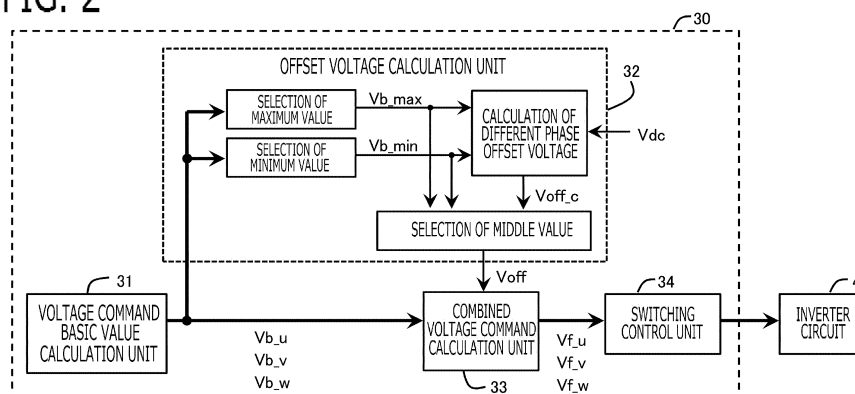 FIG. 2
30
OFFSET VOLTAGE CALCULATION UNIT
32
SELECTION OF
MAXIMUM VALUE
Vb_max
SELECTION OF
MINIMUM VALUE
Vb_min
CALCULATION OF
DIFFERENT PHASE
OFFSET VOLTAGE
Vdc
Voff_c
SELECTION OF MIDDLE VALUE
Voff
31
VOLTAGE COMMAND
BASIC VALUE
CALCULATION UNIT
Vb_u
Vb_v
Vb_w
COMBINED
VOLTAGE COMMAND
CALCULATION UNIT
33
Vf_u
Vf_v
Vf_w
34
SWITCHING
CONTROL UNIT
INVERTER
CIRCUIT